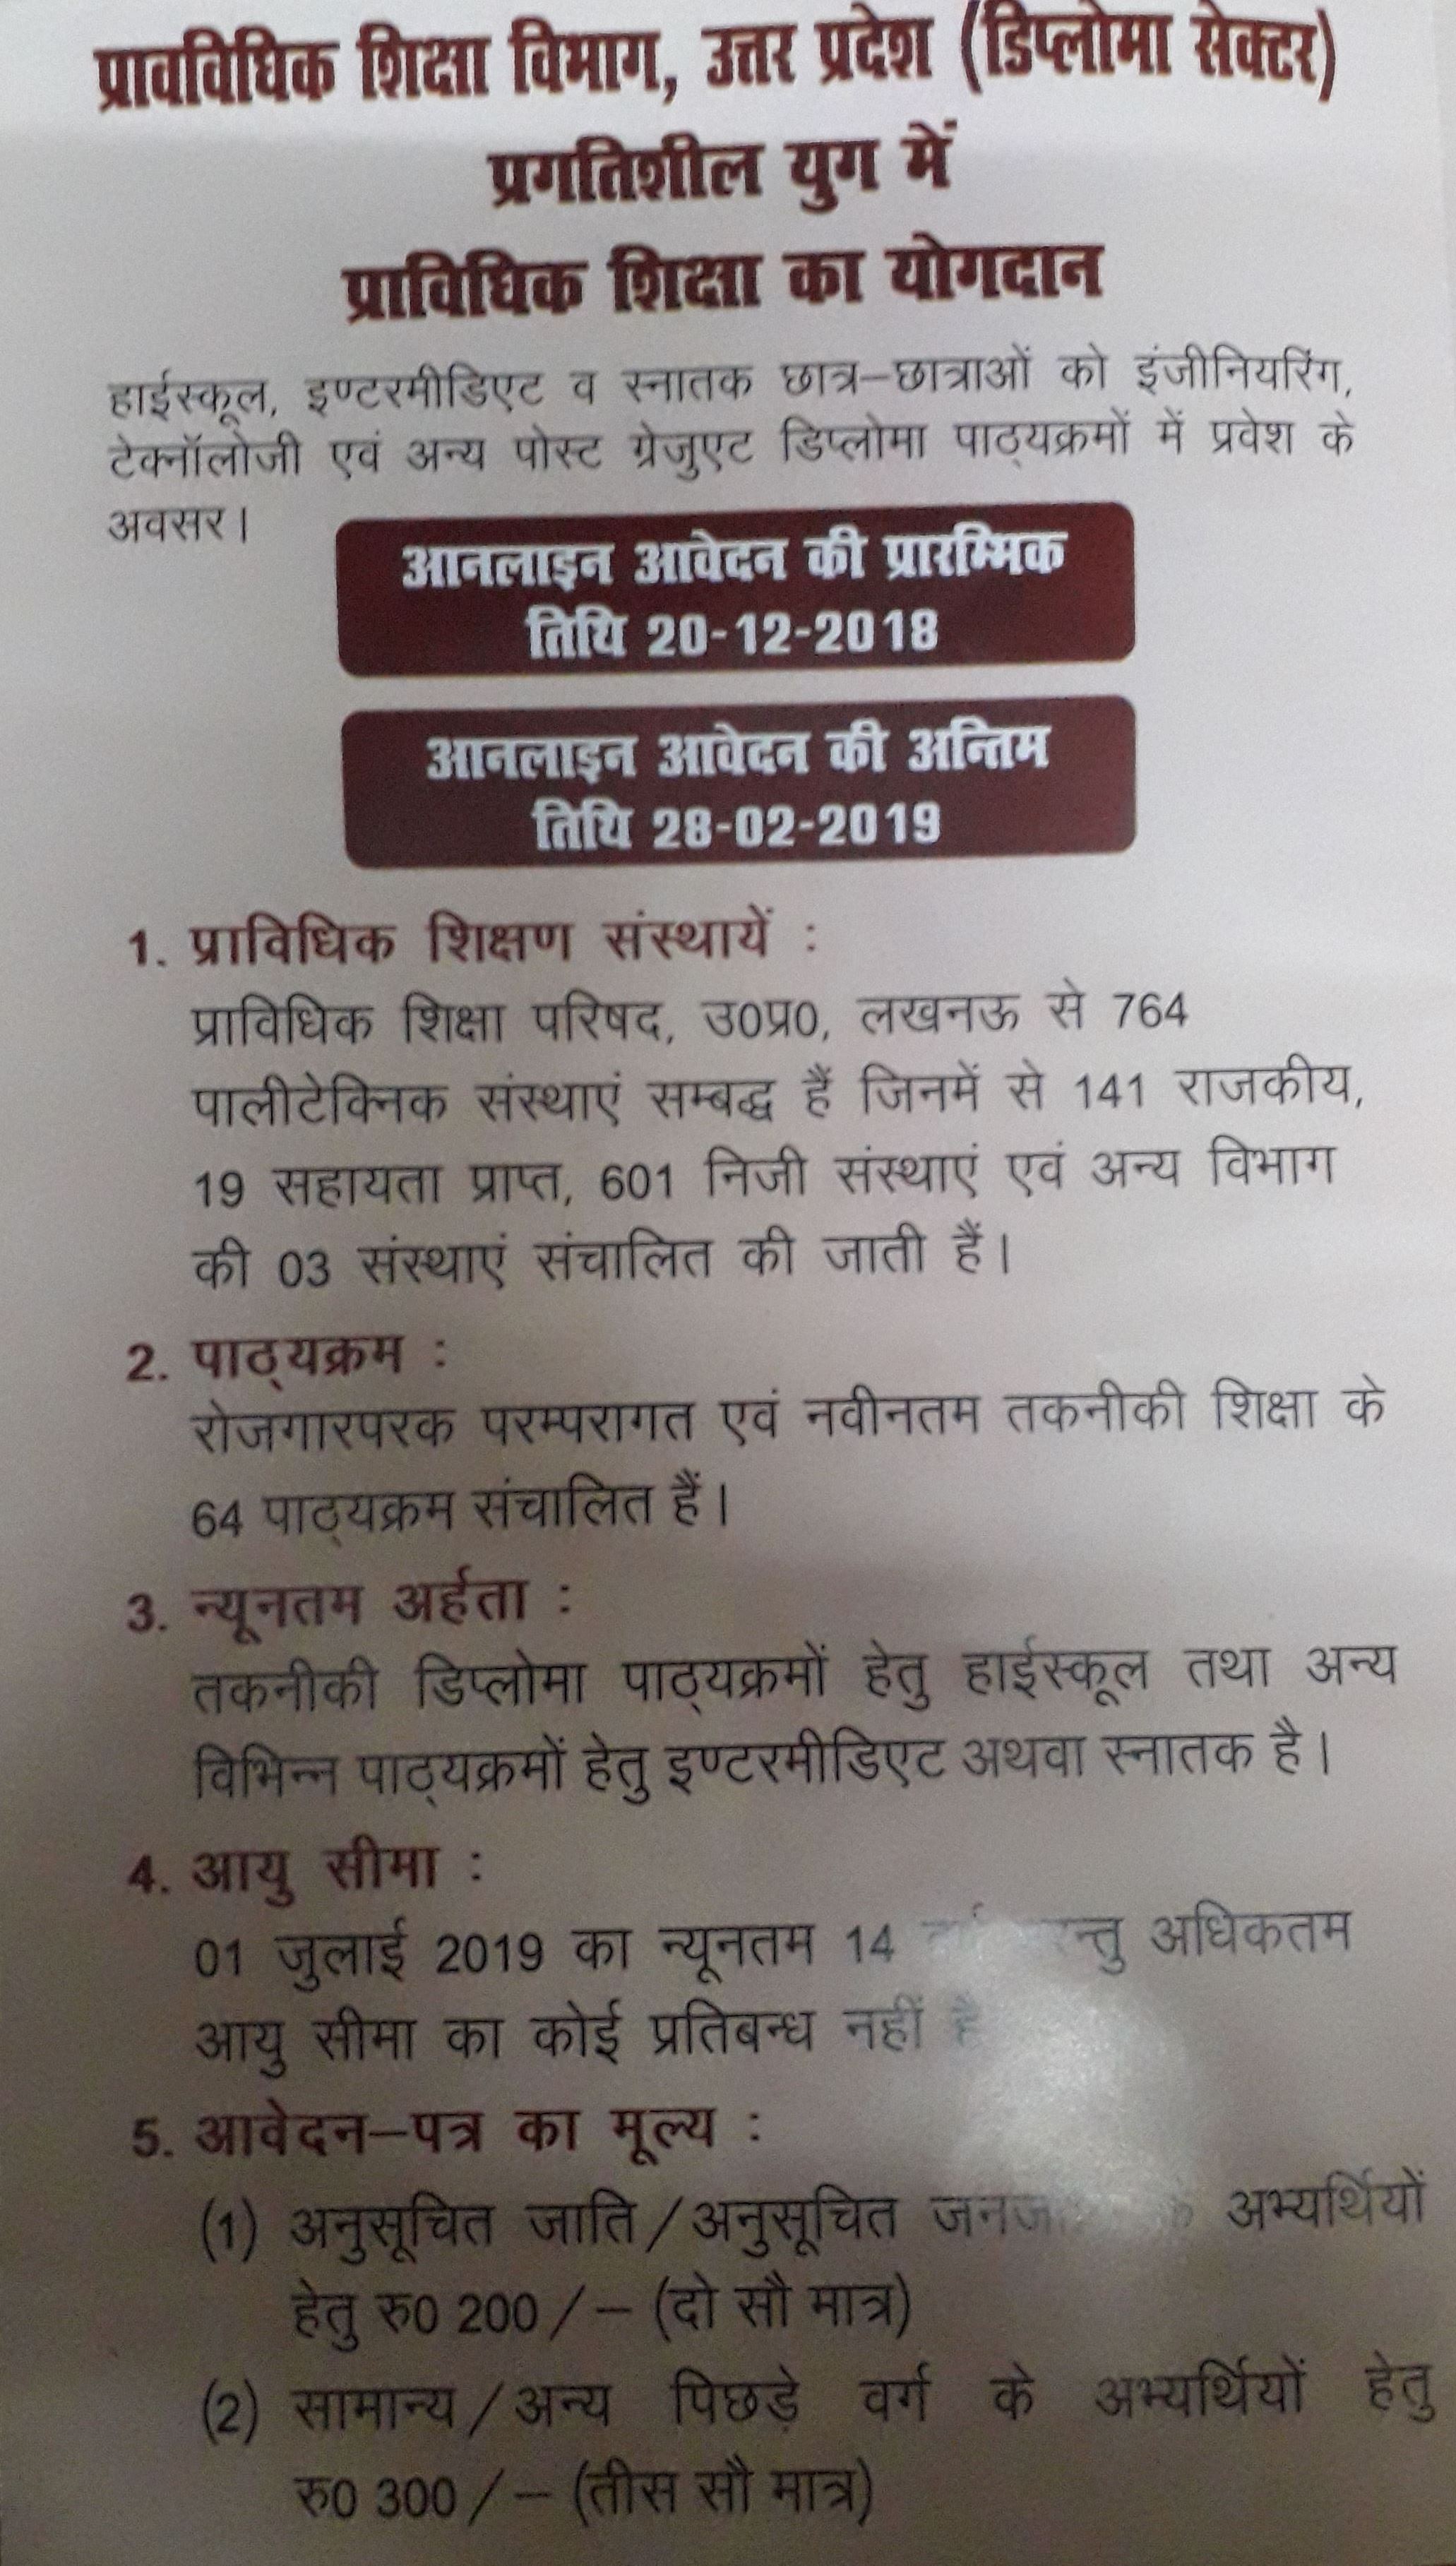 प्राविधिक शिक्षा विभाग, उत्तर प्रदेश (डिप्लोमा सेक्टर)
प्रगतिशील युग में
प्राविधिक शिक्षा का योगदान
हाईस्कूल, इण्टरमीडिएट व स्नातक छात्र-छात्राओं को इंजीनियरिंग,
टेक्नॉलोजी एवं अन्य पोस्ट ग्रेजुएट डिप्लोमा पाठ्यक्रमों में प्रवेश के
अवसर।
आनलाइन आवेदन की प्रारम्भिक
तिथि 20-12-2018
आनलाइन आवेदन की अन्तिम
तिथि 28-02-2019
1. प्राविधिक शिक्षण संस्थायें :
प्राविधिक शिक्षा परिषद, उ0प्र0, लखनऊ से 764
पालीटेक्निक संस्थाएं सम्बद्ध हैं जिनमें से 141 राजकीय,
19 सहायता प्राप्त, 601 निजी संस्थाएं एवं अन्य विभाग
की 03 संस्थाएं संचालित की जाती हैं।
2. पाठ्यक्रम :
रोजगारपरक परम्परागत एवं नवीनतम तकनीकी शिक्षा के
64 पाठ्यक्रम संचालित हैं।
3. न्यूनतम अर्हता :
तकनीकी डिप्लोमा पाठ्यक्रमों हेतु हाईस्कूल तथा अन्य
विभिन्न पाठ्यक्रमों हेतु इण्टरमीडिएट अथवा स्नातक है।
4. आयु सीमा :
01 जुलाई 2019 का न्यूनतम 14 अधिकतम
आयु सीमा का कोई प्रतिबन्ध नहीं है
5. आवेदन-पत्र का मूल्य :
(1) अनुसूचित जाति/अनुसूचित अभ्यर्थियों
हेतु रु0 200/- (दो सौ मात्र)
(2) सामान्य/अन्य पिछड़े वर्ग के अभ्यर्थियों हेतु
रु0 300/- (तीस सौ मात्र)